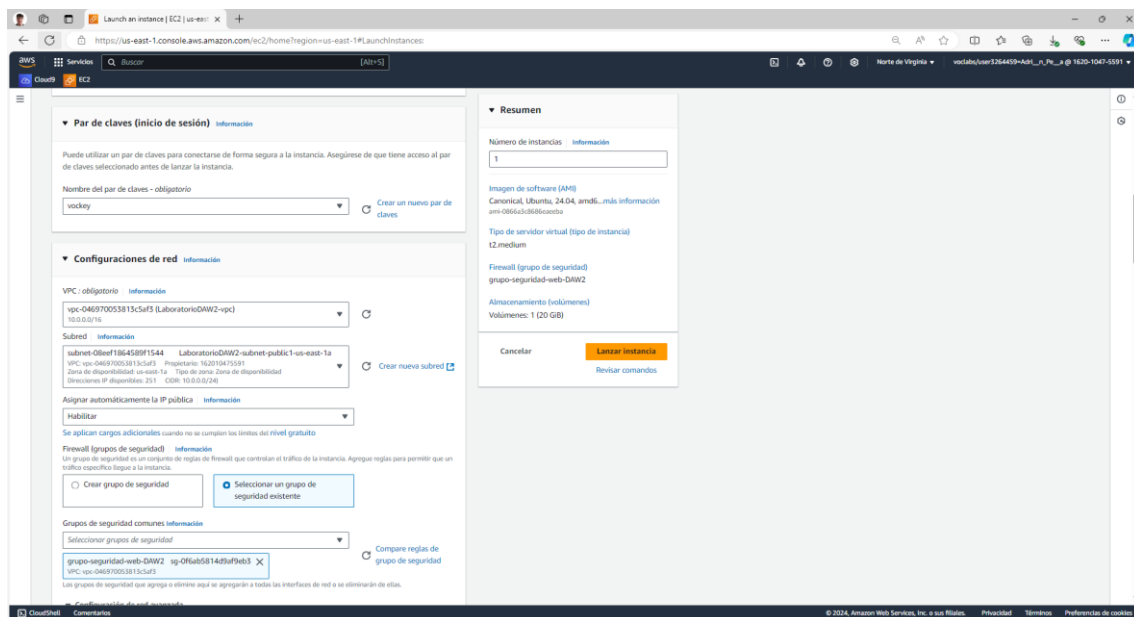 Launch an instance | EC2 | us-east
https://us-east-1.console.aws.amazon.com/ec2/home?region=us-east-1#LaunchInstances:
aws
Servicios
Buscar
[Alt+S]
Norte de Virginia
voclabs/user3264459=Adri__n_Pe__a @ 1620-1047-5591
Cloud9
EC2
Par de claves (inicio de sesión) Información
Puede utilizar un par de claves para conectarse de forma segura a la instancia. Asegúrese de que tiene acceso al par
de claves seleccionado antes de lanzar la instancia.
Nombre del par de claves - obligatorio
vockey
Crear un nuevo par de
claves
Configuraciones de red Información
VPC : obligatorio Información
vpc-046970053813c5af3 (LaboratorioDAW2-vpc)
10.0.0.0/16
Subred Información
subnet-08eef1864589f1544 LaboratorioDAW2-subnet-public1-us-east-1a
VPC: vpc-046970053813c5af3 Propietario: 162010475591
Zona de disponibilidad: us-east-1a Tipo de zona: Zona de disponibilidad
Direcciones IP disponibles: 251 CIDR: 10.0.0.0/24)
Crear nueva subred
Asignar automáticamente la IP pública Información
Habilitar
Se aplican cargos adicionales cuando no se cumplen los límites del nivel gratuito
Firewall (grupos de seguridad) Información
Un grupo de seguridad es un conjunto de reglas de firewall que controlan el tráfico de la instancia. Agregue reglas para permitir que un
tráfico específico llegue a la instancia.
Crear grupo de seguridad
Seleccionar un grupo de
seguridad existente
Grupos de seguridad comunes Información
Seleccionar grupos de seguridad
grupo-seguridad-web-DAW2 sg-0f6ab5814d9af9eb3
VPC: vpc-046970053813c5af3
Compare reglas de
grupo de seguridad
Los grupos de seguridad que agrega o elimine aquí se agregarán a todas las interfaces de red o se eliminarán de ellas.
Configuración de red avanzada
Resumen
Número de instancias Información
1
Imagen de software (AMI)
Canonical, Ubuntu, 24.04, amd6...más información
ami-0866a3c8686eaeeba
Tipo de servidor virtual (tipo de instancia)
t2.medium
Firewall (grupo de seguridad)
grupo-seguridad-web-DAW2
Almacenamiento (volúmenes)
Volúmenes: 1 (20 GiB)
Cancelar
Lanzar instancia
Revisar comandos
CloudShell
Comentarios
© 2024, Amazon Web Services, Inc. o sus filiales.
Privacidad
Términos
Preferencias de cookies